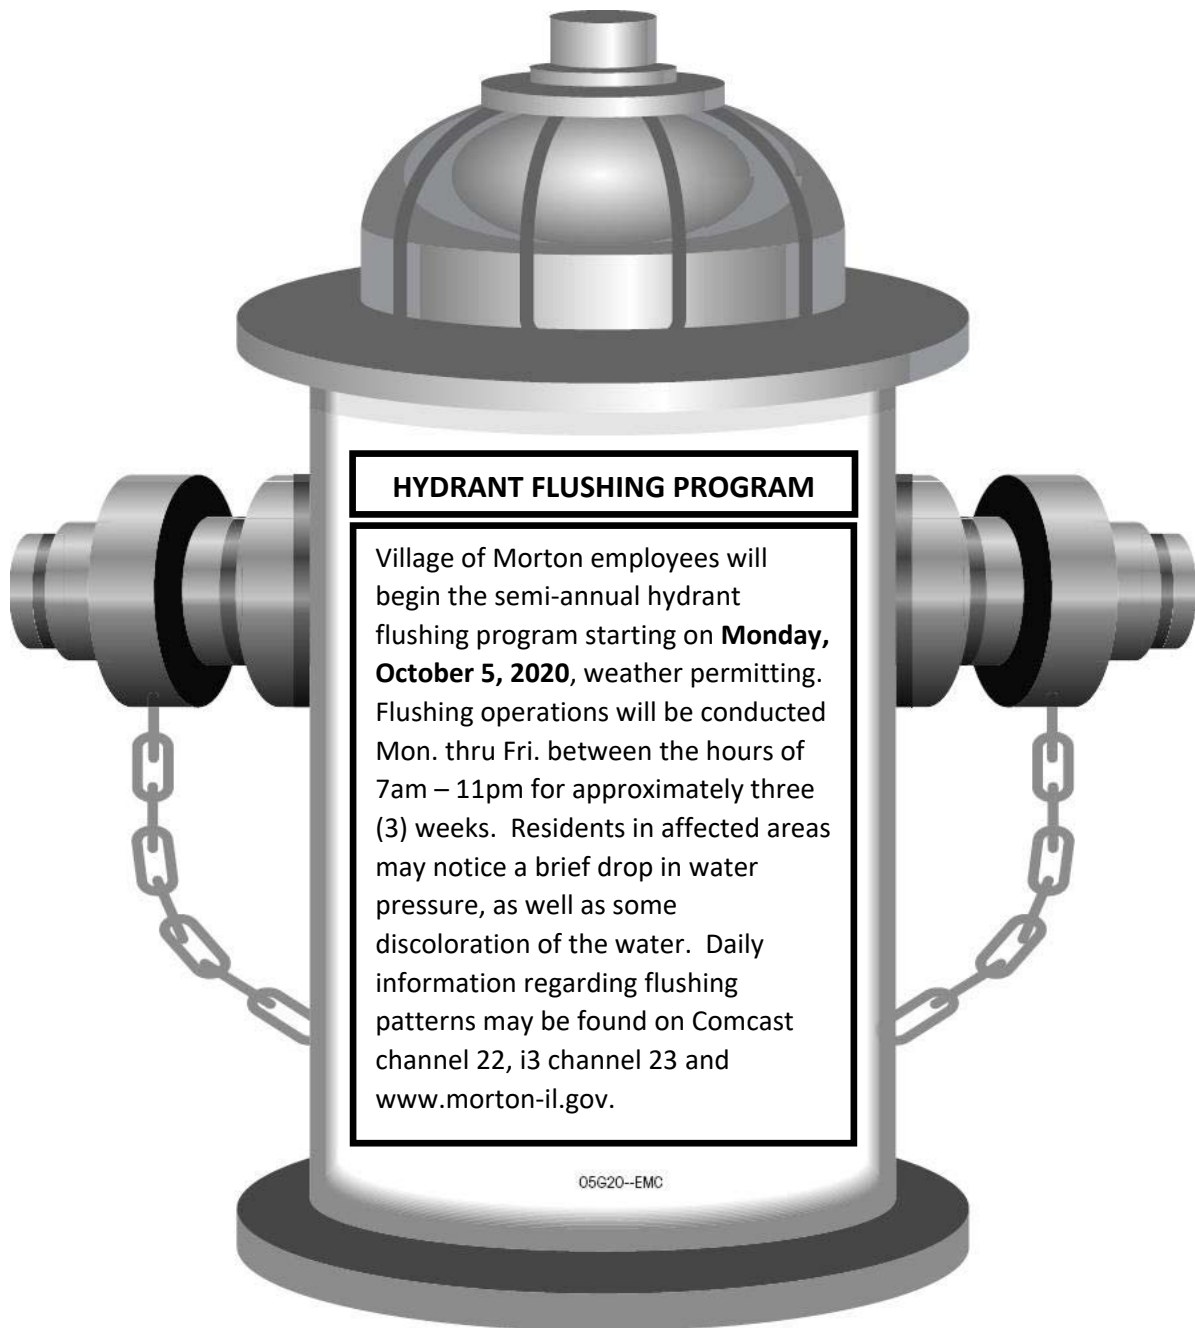 HYDRANT FLUSHING PROGRAM
Village of Morton employees will
begin the semi-annual hydrant
flushing program starting on Monday,
October 5, 2020, weather permitting.
Flushing operations will be conducted
Mon. thru Fri. between the hours of
7am – 11pm for approximately three
(3) weeks.  Residents in affected areas
may notice a brief drop in water
pressure, as well as some
discoloration of the water.  Daily
information regarding flushing
patterns may be found on Comcast
channel 22, i3 channel 23 and
www.morton-il.gov.
05G20--EMC